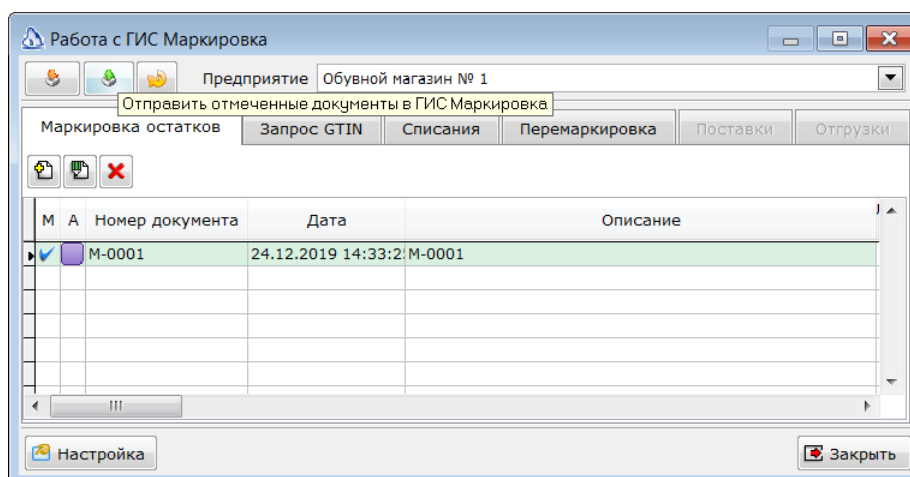 Работа с ГИС Маркировка
Предприятие Обувной магазин № 1
Отправить отмеченные документы в ГИС Маркировка
Маркировка остатков Запрос GTIN Списания Перемаркировка Поставки Отгрузки
М А Номер документа Дата Описание
М-0001 24.12.2019 14:33:2 М-0001
Настройка Закрыть